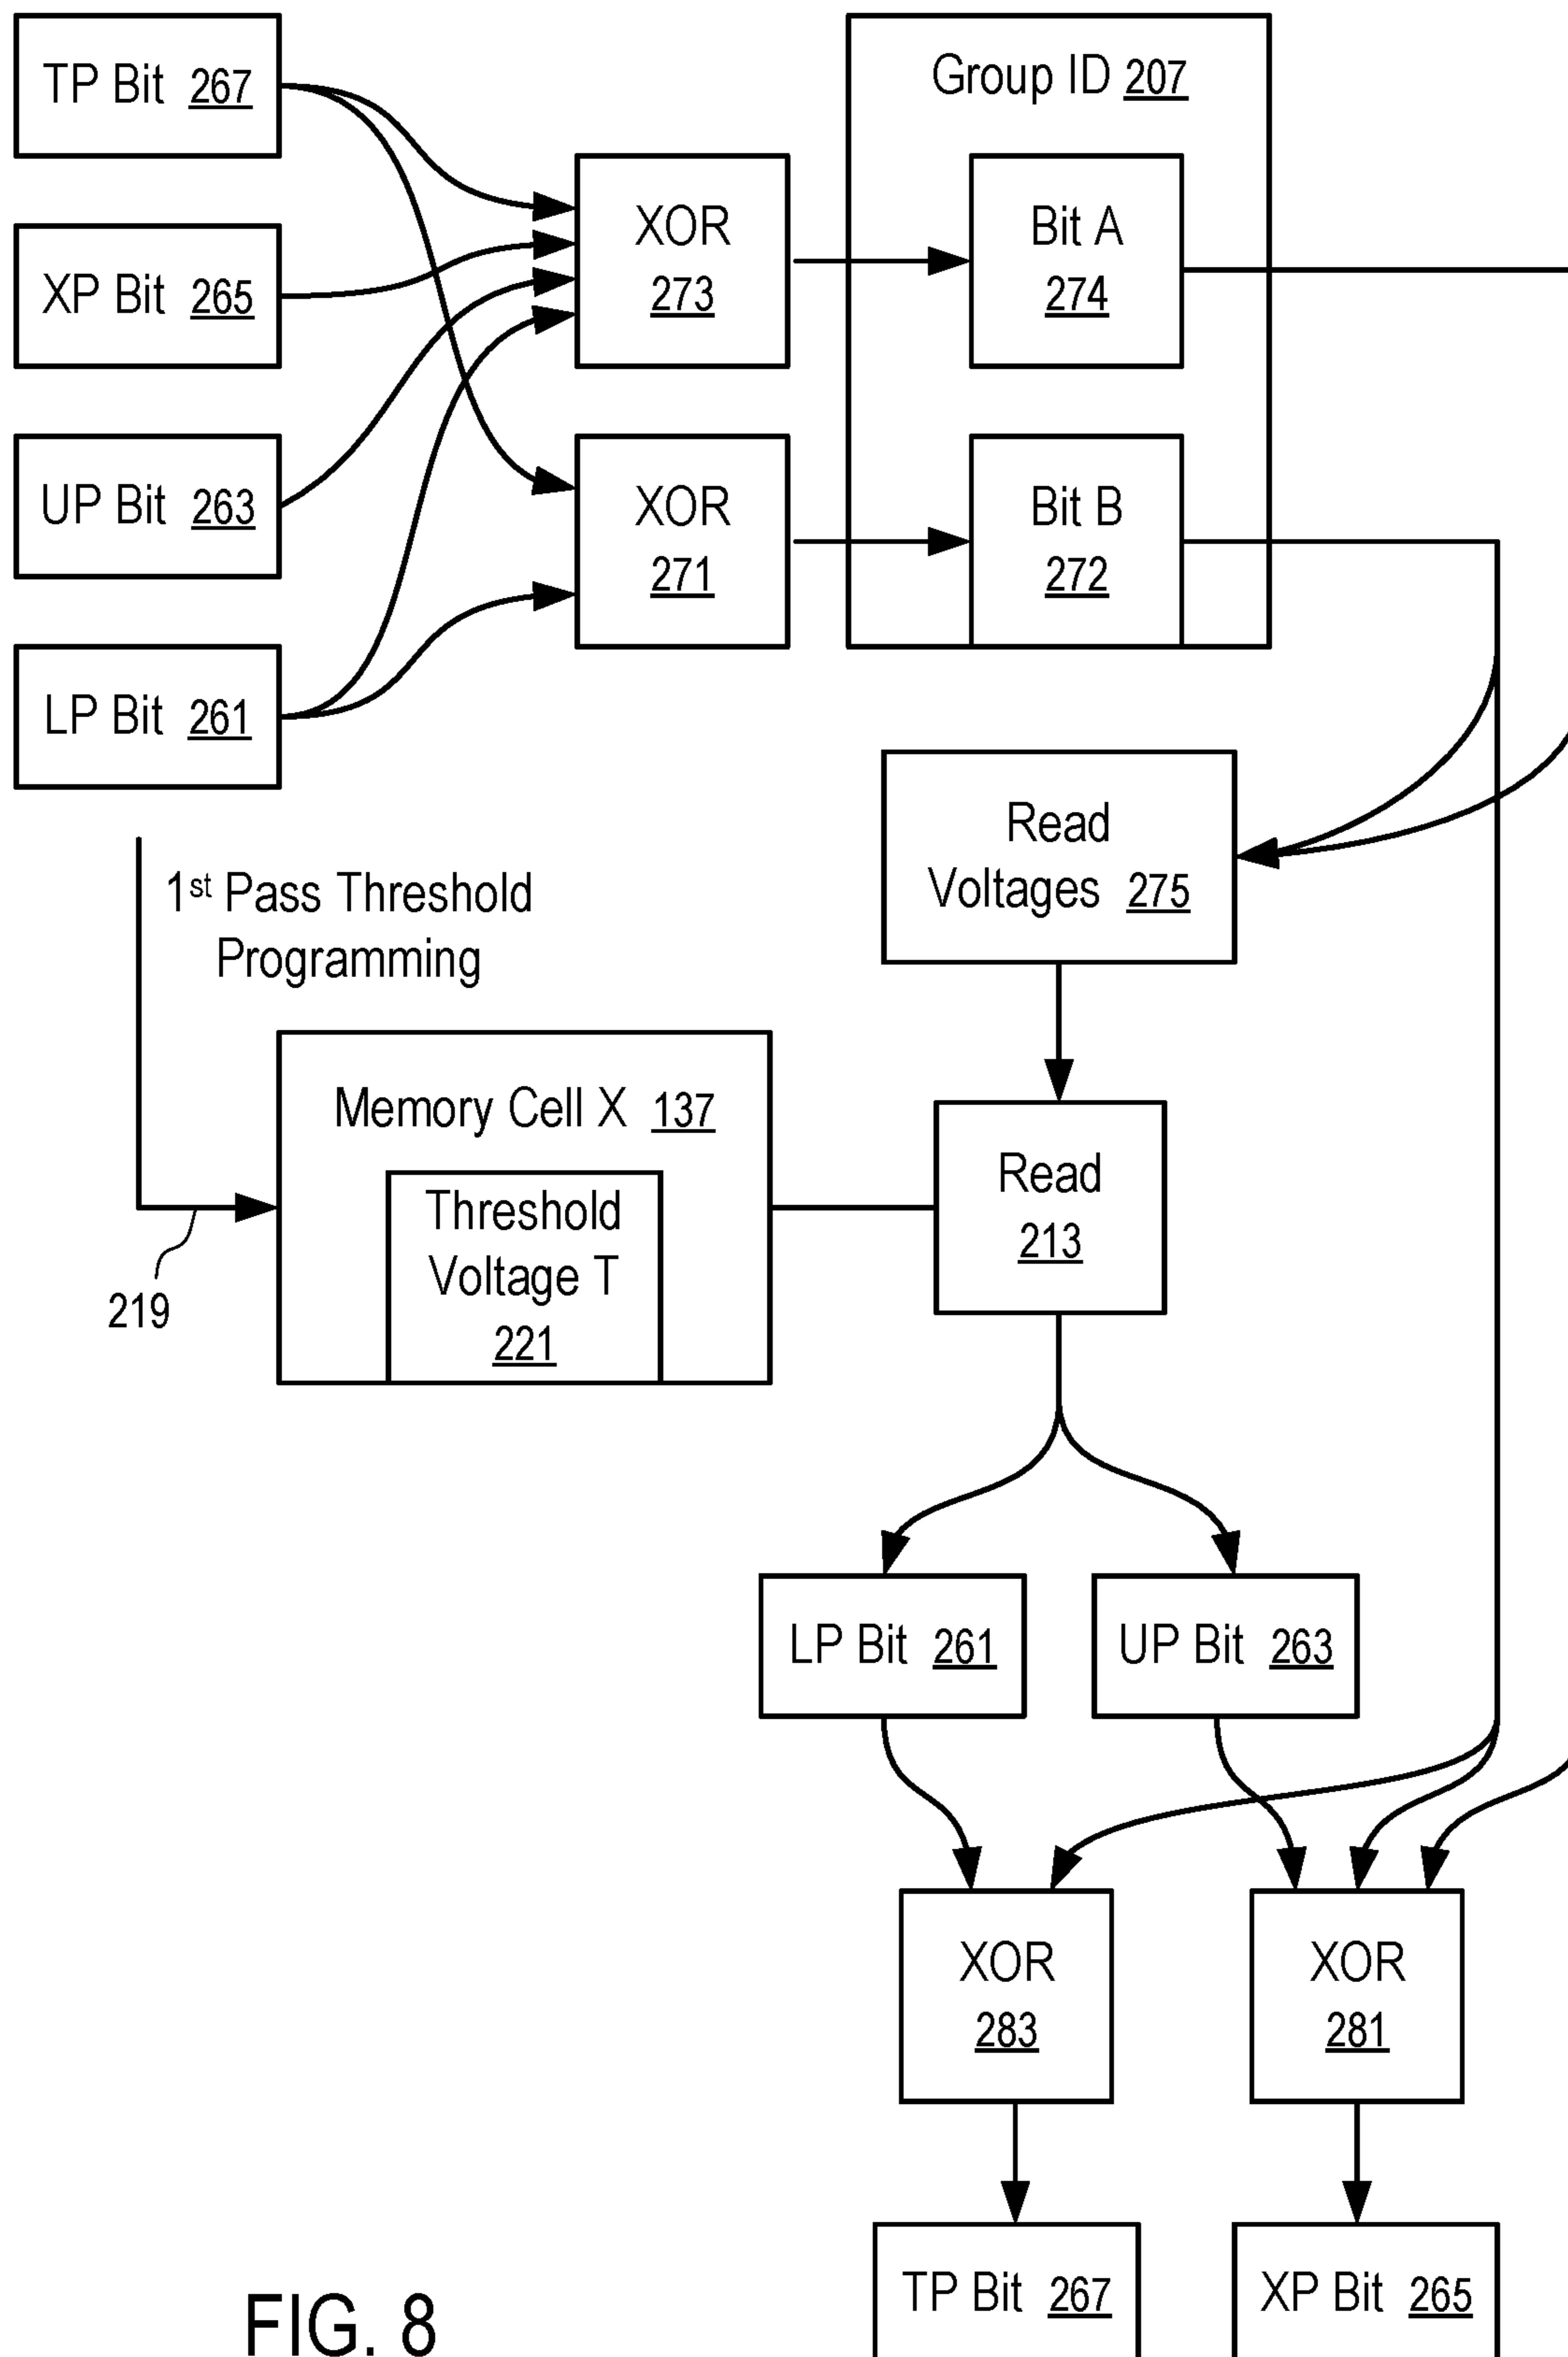 TP Bit 267
XP Bit 265
UP Bit 263
LP Bit 261
XOR
273
XOR
271
Group ID 207
Bit A
274
Bit B
272
1st Pass Threshold
Programming
219
Memory Cell X 137
Threshold
Voltage T
221
Read
Voltages 275
Read
213
LP Bit 261
UP Bit 263
XOR
283
XOR
281
TP Bit 267
XP Bit 265
FIG. 8